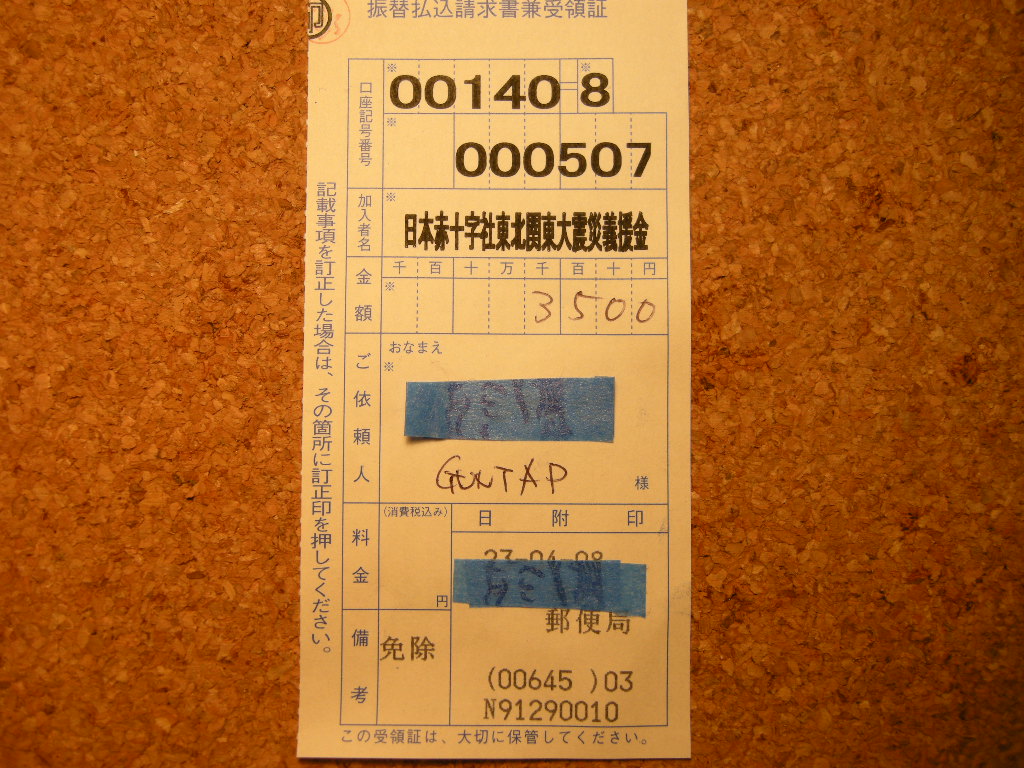 印
振替払込請求書兼受領証
口座記号番号
※
00140
※
8
※
000507
加入者名
※
日本赤十字社東北関東大震災義援金
金額
千 百 十 万 千 百 十 円
※
3500
ご依頼人
おなまえ
※
GUNTAP
様
料金
(消費税込み)
円
日 附 印
23-04-08
郵便局
備考
免除
(00645 )03
N91290010
この受領証は、大切に保管してください。
記載事項を訂正した場合は、その箇所に訂正印を押してください。